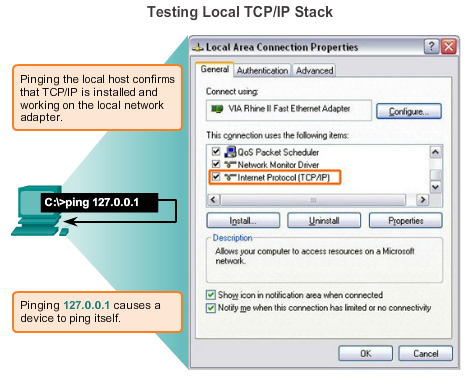 Testing Local TCP/IP Stack
Pinging the local host confirms
that TCP/IP is installed and
working on the local network
adapter.
C:\>ping 127.0.0.1
Pinging 127.0.0.1 causes a
device to ping itself.
Local Area Connection Properties
General
Authentication
Advanced
Connect using:
VIA Rhine II Fast Ethernet Adapter
Configure...
This connection uses the following items:
QoS Packet Scheduler
Network Monitor Driver
Internet Protocol (TCP/IP)
Install...
Uninstall
Properties
Description
Allows your computer to access resources on a Microsoft
network.
Show icon in notification area when connected
Notify me when this connection has limited or no connectivity
OK
Cancel